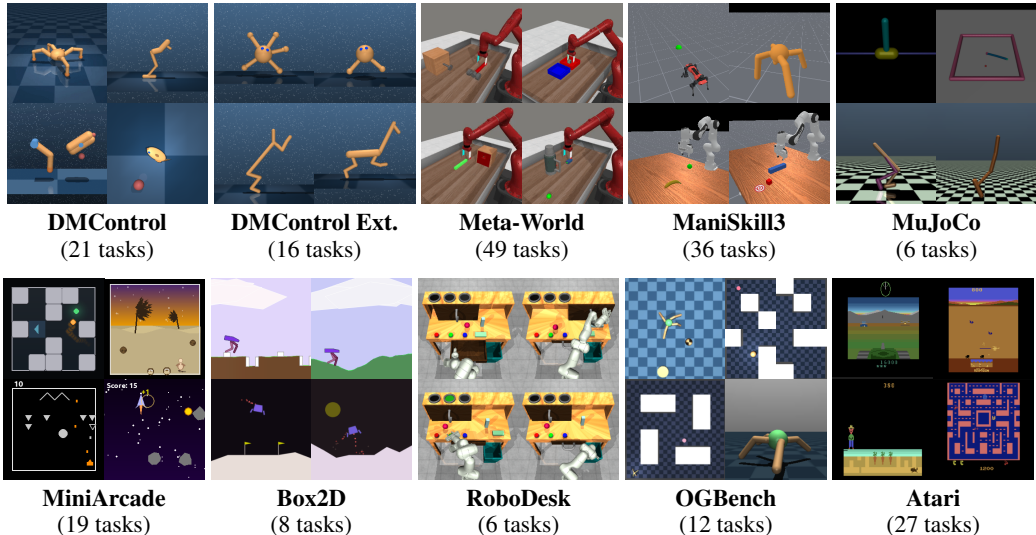 DMControl
(21 tasks)
DMControl Ext.
(16 tasks)
Meta-World
(49 tasks)
ManiSkill3
(36 tasks)
MuJoCo
(6 tasks)
10
Score: 15
360
MiniArcade
(19 tasks)
Box2D
(8 tasks)
RoboDesk
(6 tasks)
OGBench
(12 tasks)
Atari
(27 tasks)